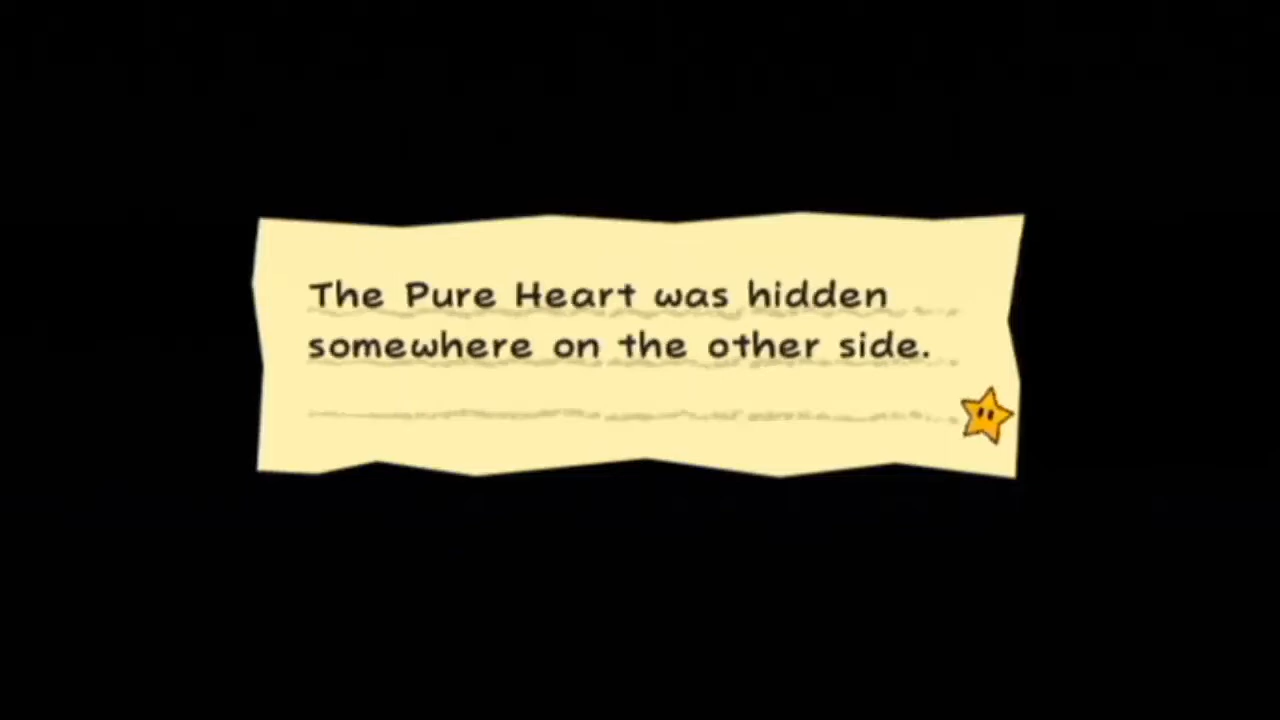 The Pure Heart was hidden
somewhere on the other side.